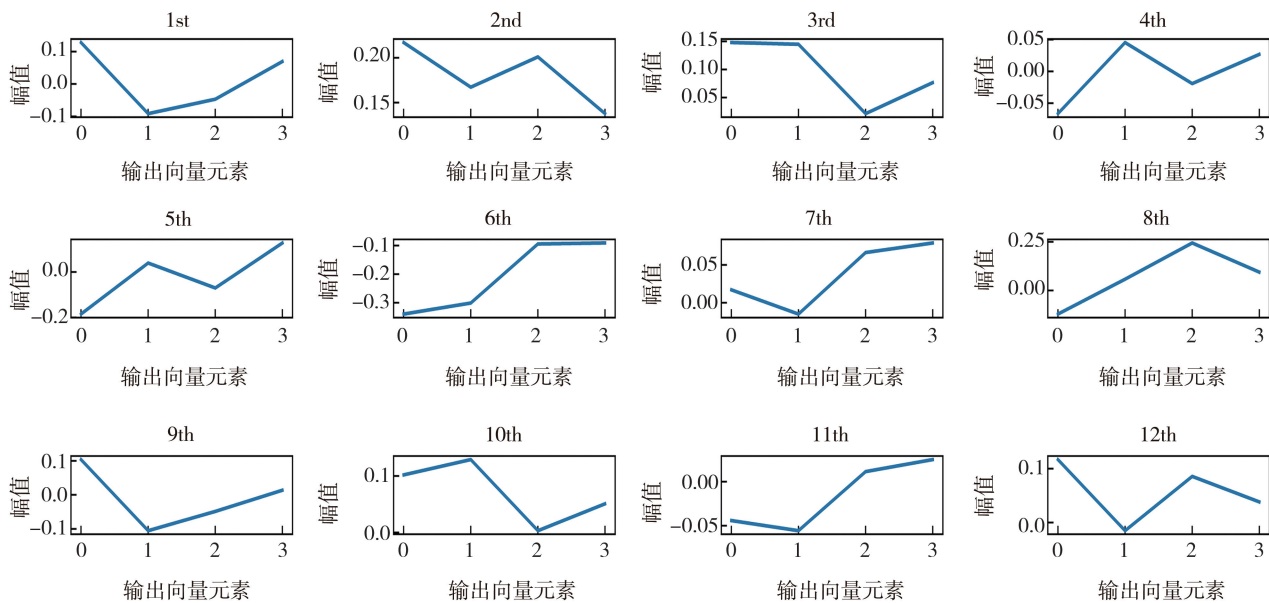 1st
幅值
0.1
0.0
−0.1
0 1 2 3
输出向量元素
2nd
幅值
0.20
0.15
0 1 2 3
输出向量元素
3rd
幅值
0.15
0.10
0.05
0 1 2 3
输出向量元素
4th
幅值
0.05
0.00
−0.05
0 1 2 3
输出向量元素
5th
幅值
0.0
−0.2
0 1 2 3
输出向量元素
6th
幅值
−0.1
−0.2
−0.3
0 1 2 3
输出向量元素
7th
幅值
0.05
0.00
0 1 2 3
输出向量元素
8th
幅值
0.25
0.00
0 1 2 3
输出向量元素
9th
幅值
0.1
0.0
−0.1
0 1 2 3
输出向量元素
10th
幅值
0.1
0.0
0 1 2 3
输出向量元素
11th
幅值
0.00
−0.05
0 1 2 3
输出向量元素
12th
幅值
0.1
0.0
0 1 2 3
输出向量元素